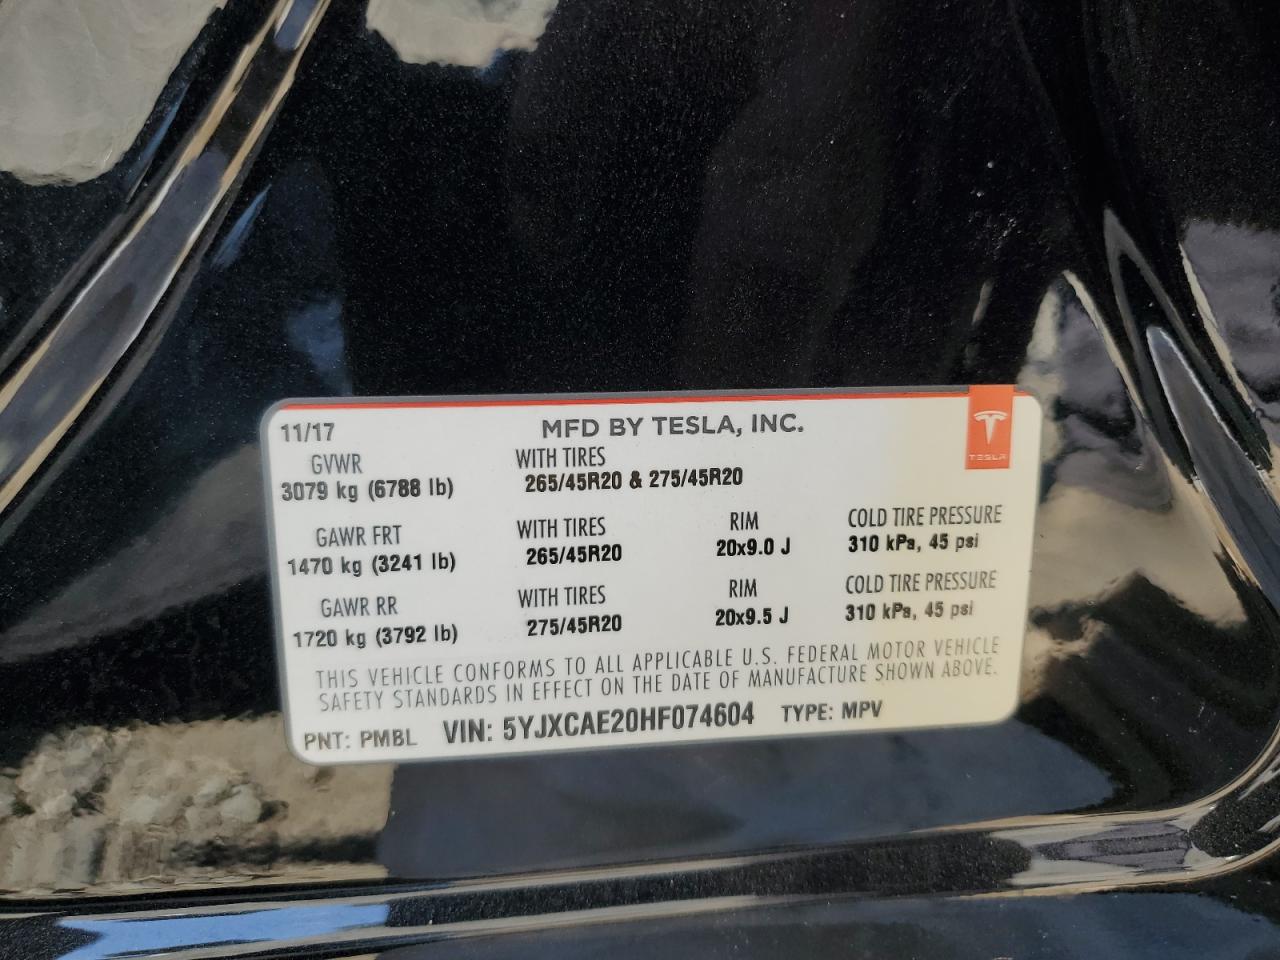 11/17 MFD BY TESLA, INC.
TESLA
GVWR WITH TIRES
3079 kg (6788 lb) 265/45R20 & 275/45R20
GAWR FRT WITH TIRES RIM COLD TIRE PRESSURE
1470 kg (3241 lb) 265/45R20 20x9.0 J 310 kPa, 45 psi
GAWR RR WITH TIRES RIM COLD TIRE PRESSURE
1720 kg (3792 lb) 275/45R20 20x9.5 J 310 kPa, 45 psi
THIS VEHICLE CONFORMS TO ALL APPLICABLE U.S. FEDERAL MOTOR VEHICLE
SAFETY STANDARDS IN EFFECT ON THE DATE OF MANUFACTURE SHOWN ABOVE.
PNT: PMBL VIN: 5YJXCAE20HF074604 TYPE: MPV